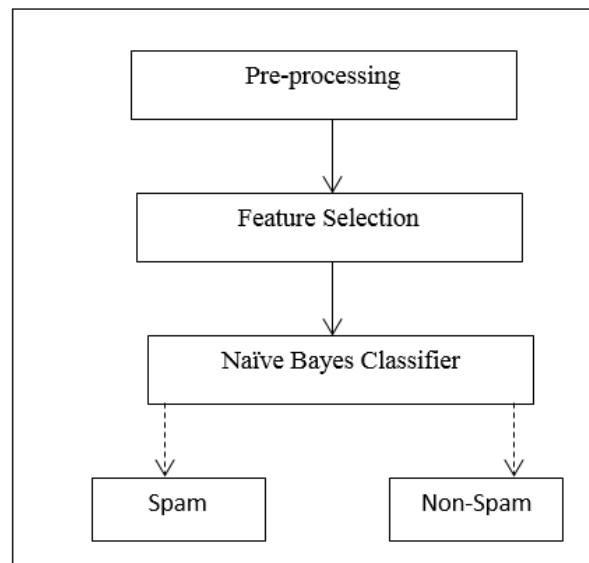 Pre-processing
Feature Selection
Naïve Bayes Classifier
Spam
Non-Spam